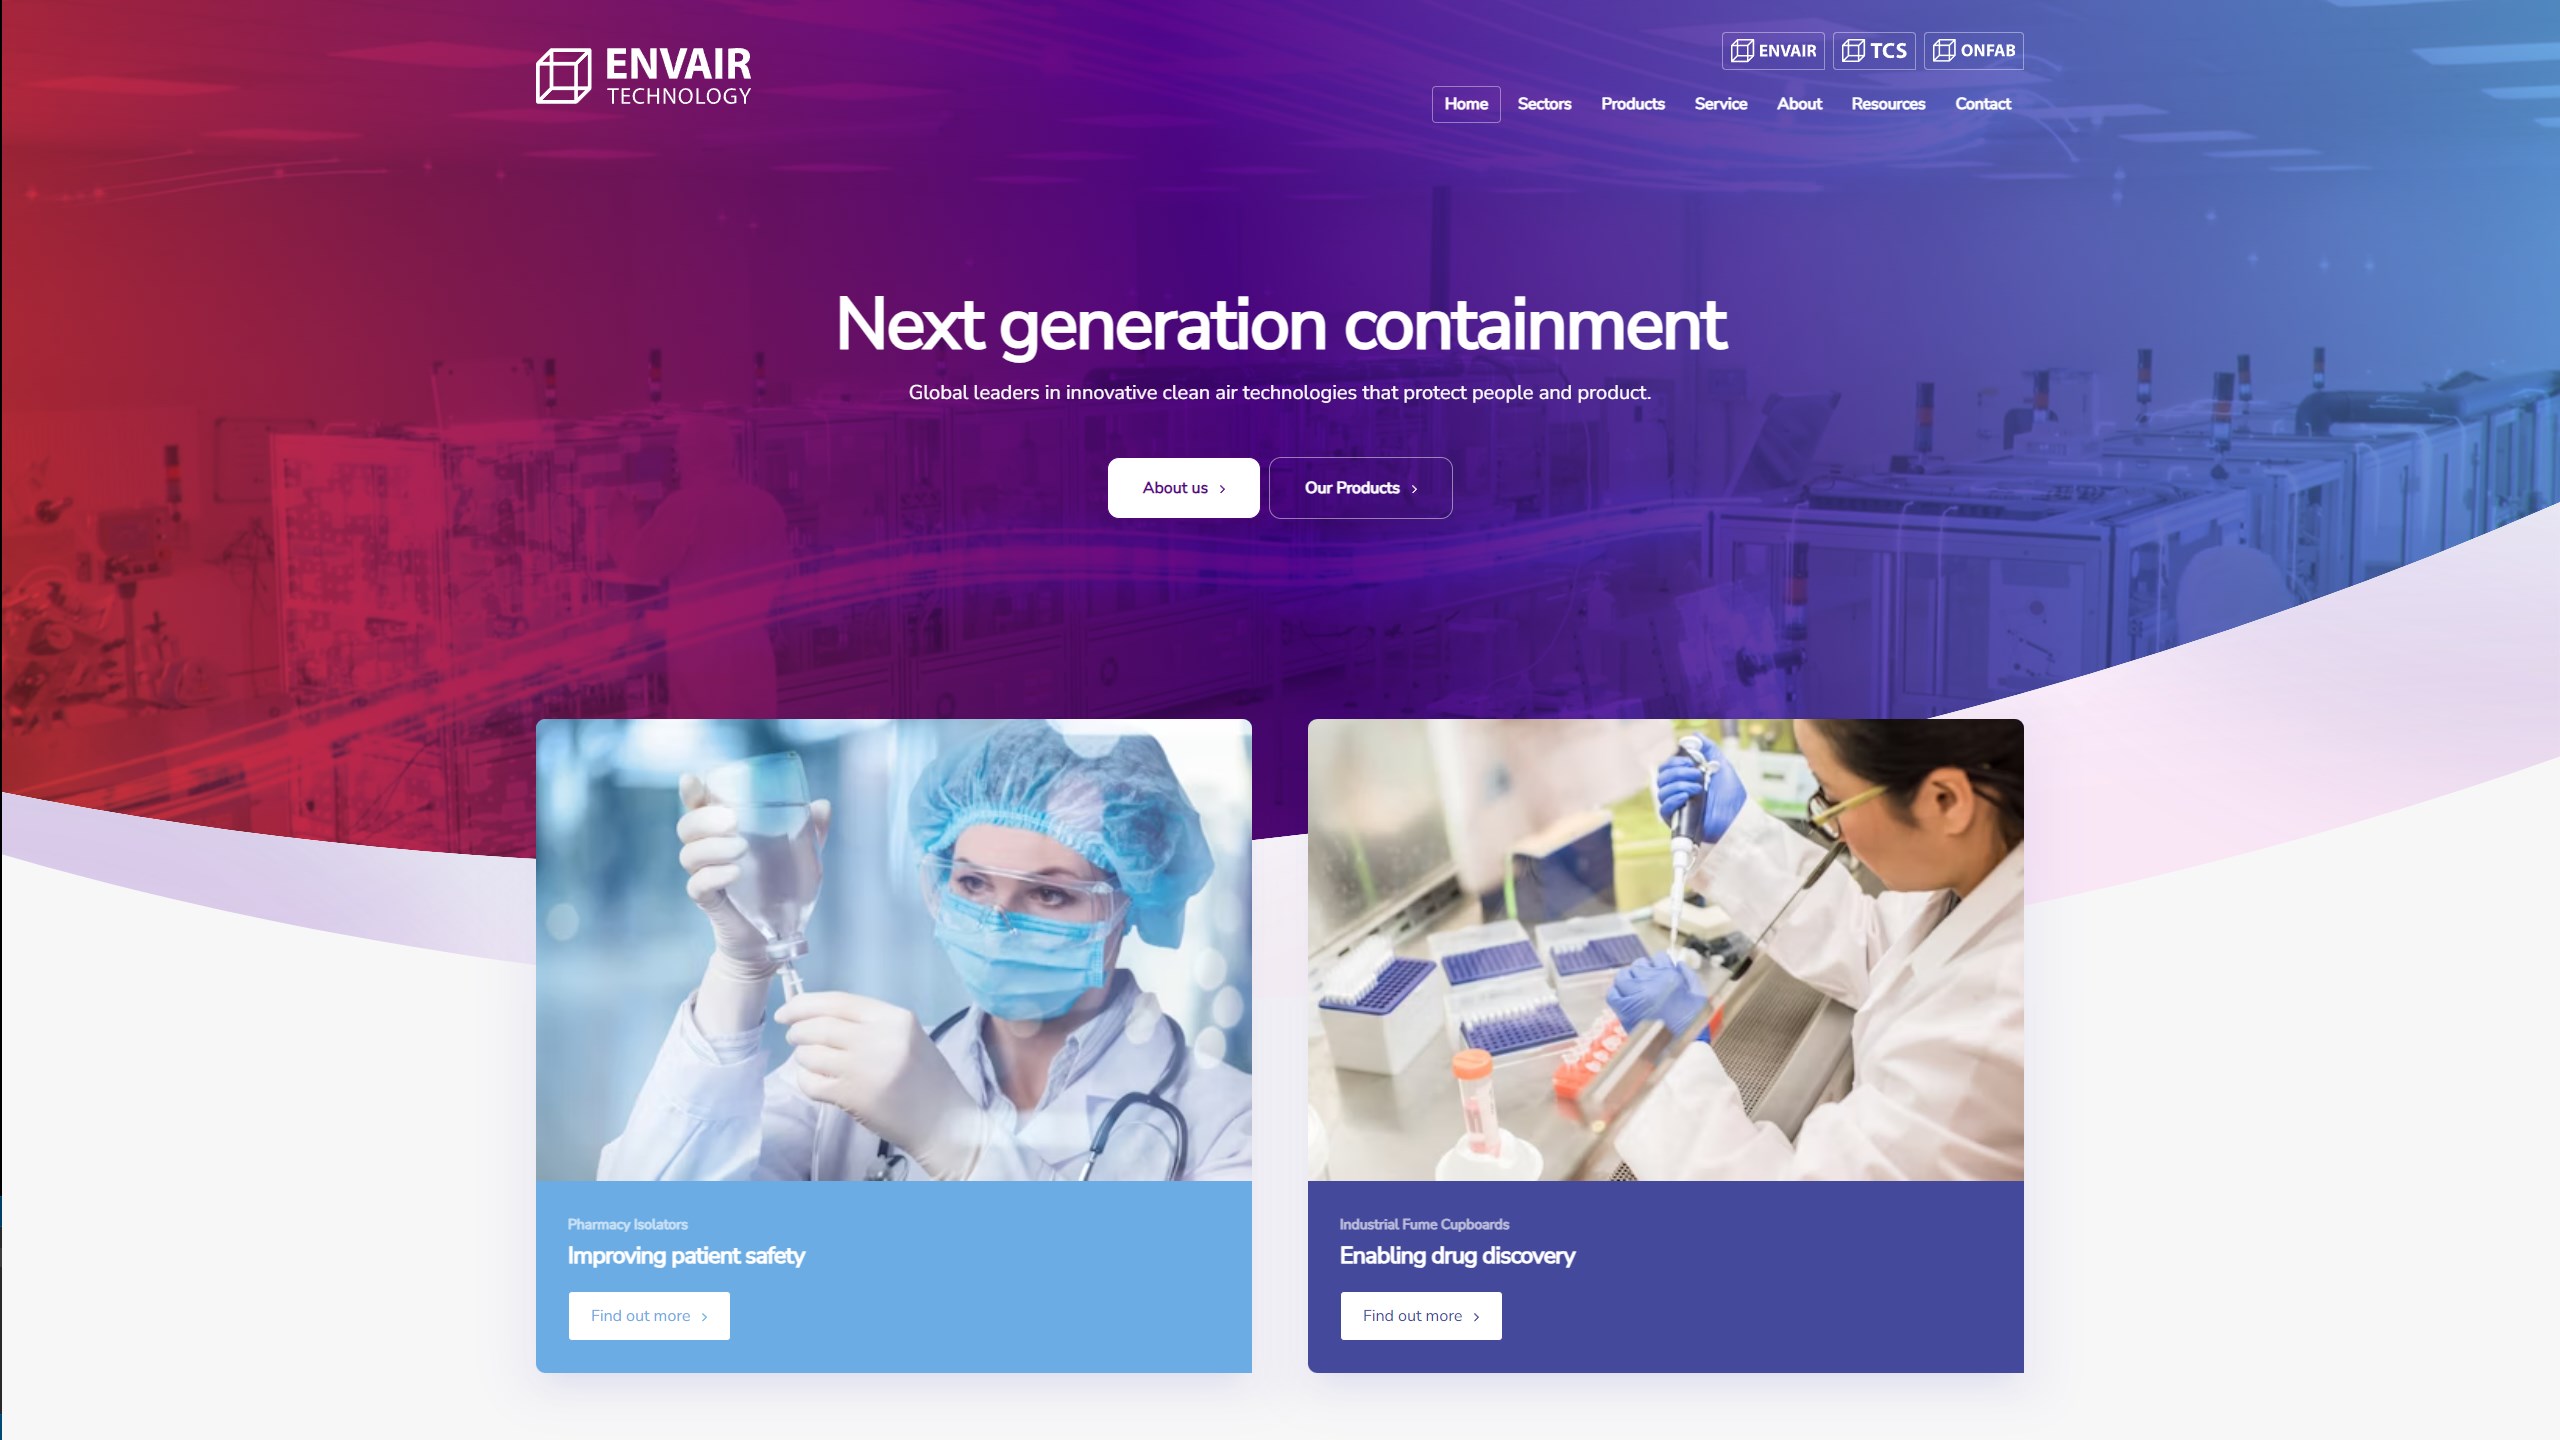 ENVAIR
TECHNOLOGY
ENVAIR
TCS
ONFAB
Home
Sectors
Products
Service
About
Resources
Contact
Next generation containment
Global leaders in innovative clean air technologies that protect people and product.
About us
Our Products
Pharmacy Isolators
Improving patient safety
Find out more
Industrial Fume Cupboards
Enabling drug discovery
Find out more